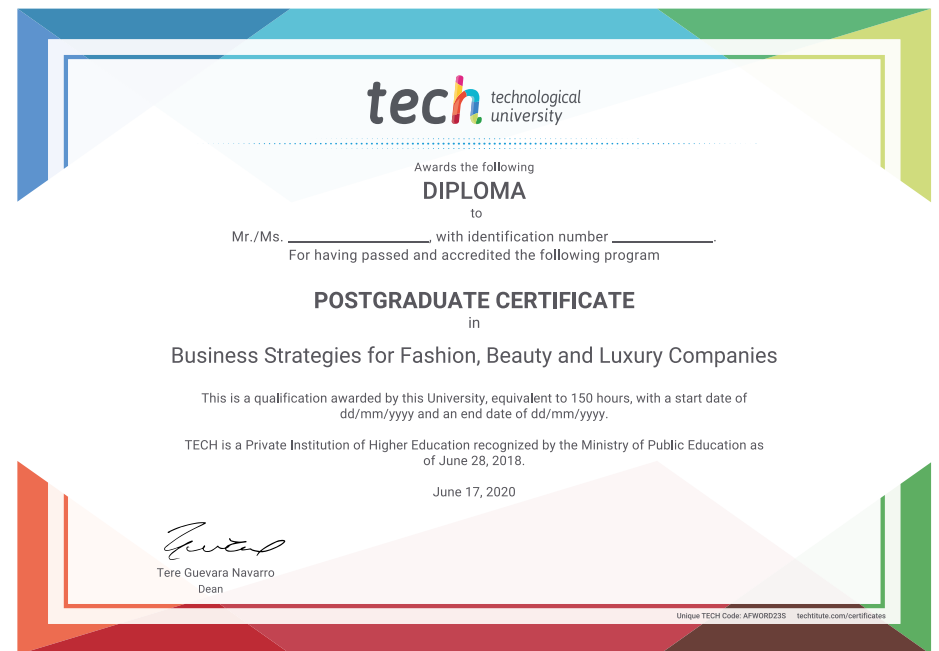 tech technological
university
Awards the following
DIPLOMA
to
Mr./Ms. ____________________, with identification number ______________.
For having passed and accredited the following program
POSTGRADUATE CERTIFICATE
in
Business Strategies for Fashion, Beauty and Luxury Companies
This is a qualification awarded by this University, equivalent to 150 hours, with a start date of
dd/mm/yyyy and an end date of dd/mm/yyyy.
TECH is a Private Institution of Higher Education recognized by the Ministry of Public Education as
of June 28, 2018.
June 17, 2020
Tere Guevara Navarro
Dean
Unique TECH Code: AFWORD23S techtitute.com/certificates